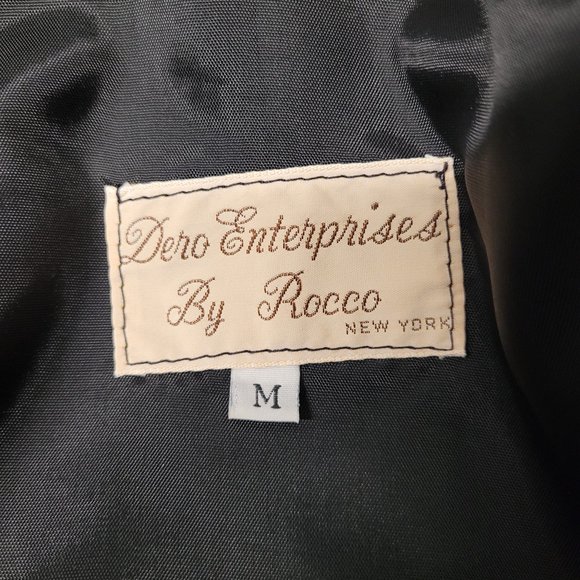 Dero Enterprises
By Rocco
NEW YORK
M